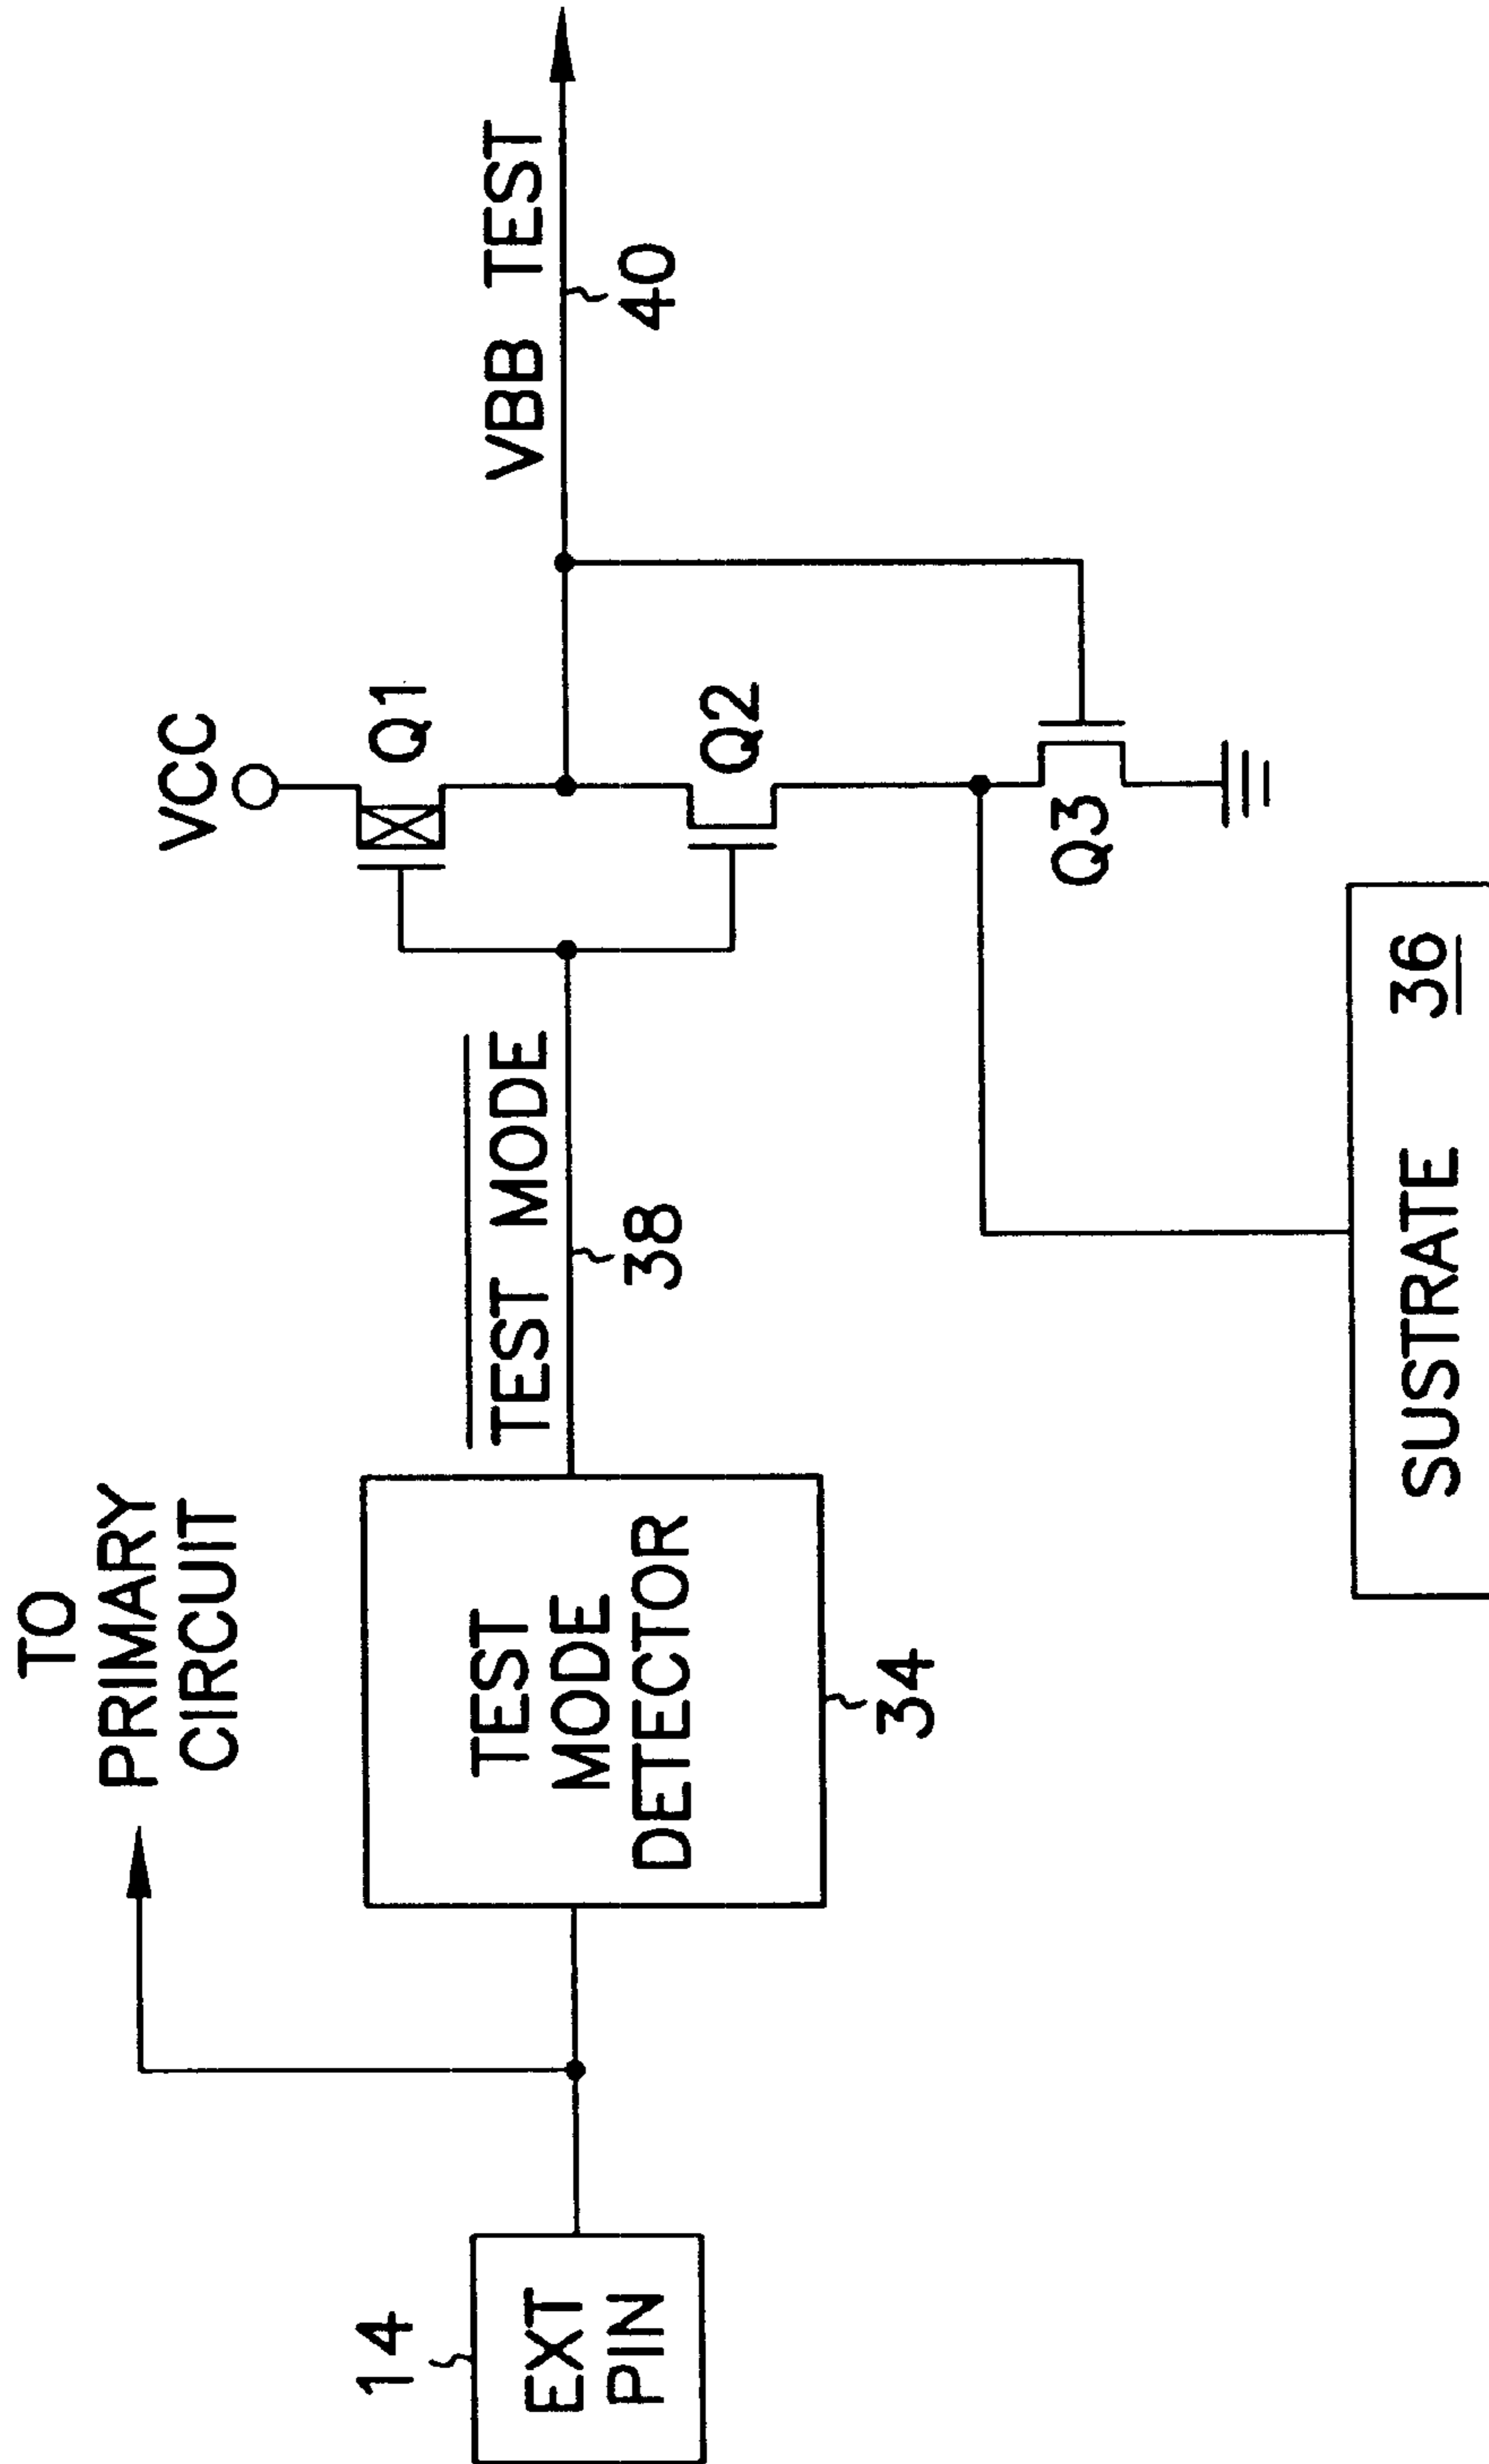 TO
PRIMARY
CIRCUIT
14
EXT
PIN
TEST
MODE
DETECTOR
34
TEST MODE
38
VCC
Q1
Q2
Q3
VBB TEST
40
SUSTRATE 36